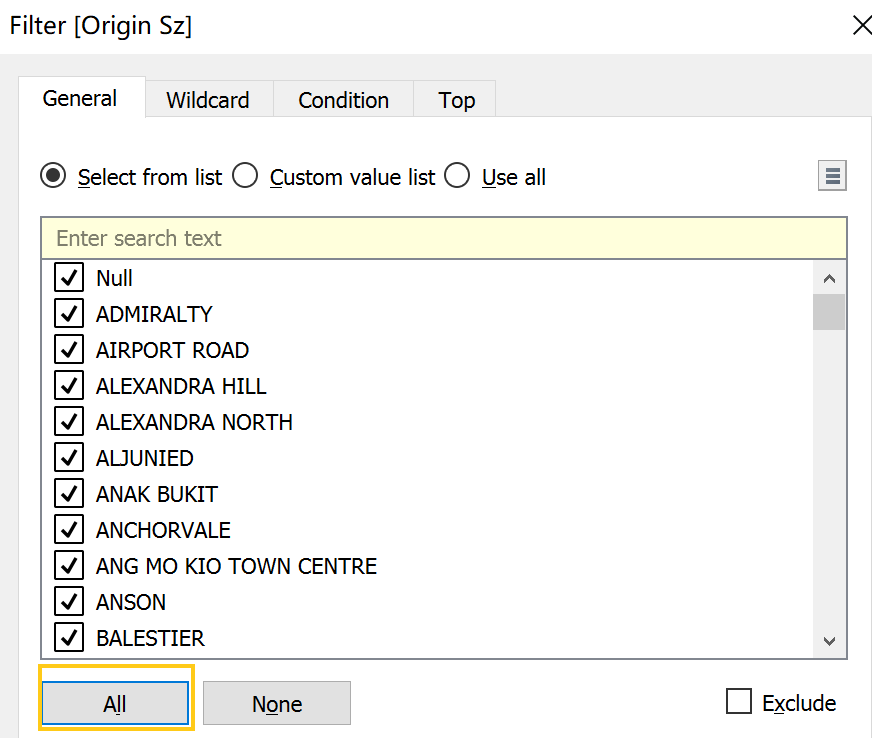 Filter [Origin Sz]
General Wildcard Condition Top
Select from list Custom value list Use all
Enter search text
Null
ADMIRALTY
AIRPORT ROAD
ALEXANDRA HILL
ALEXANDRA NORTH
ALJUNIED
ANAK BUKIT
ANCHORVALE
ANG MO KIO TOWN CENTRE
ANSON
BALESTIER
All None Exclude